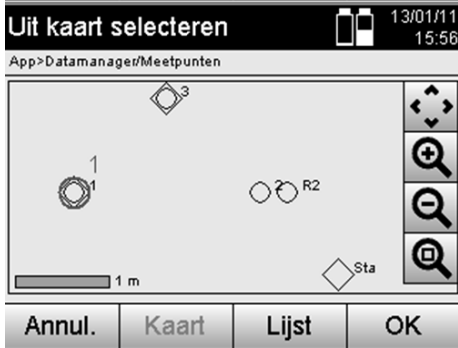 Uit kaart selecteren
13/01/11
15:56
App>Datamanager/Meetpunten
3
1
1
2
R2
Sta
1 m
Annul.
Kaart
Lijst
OK